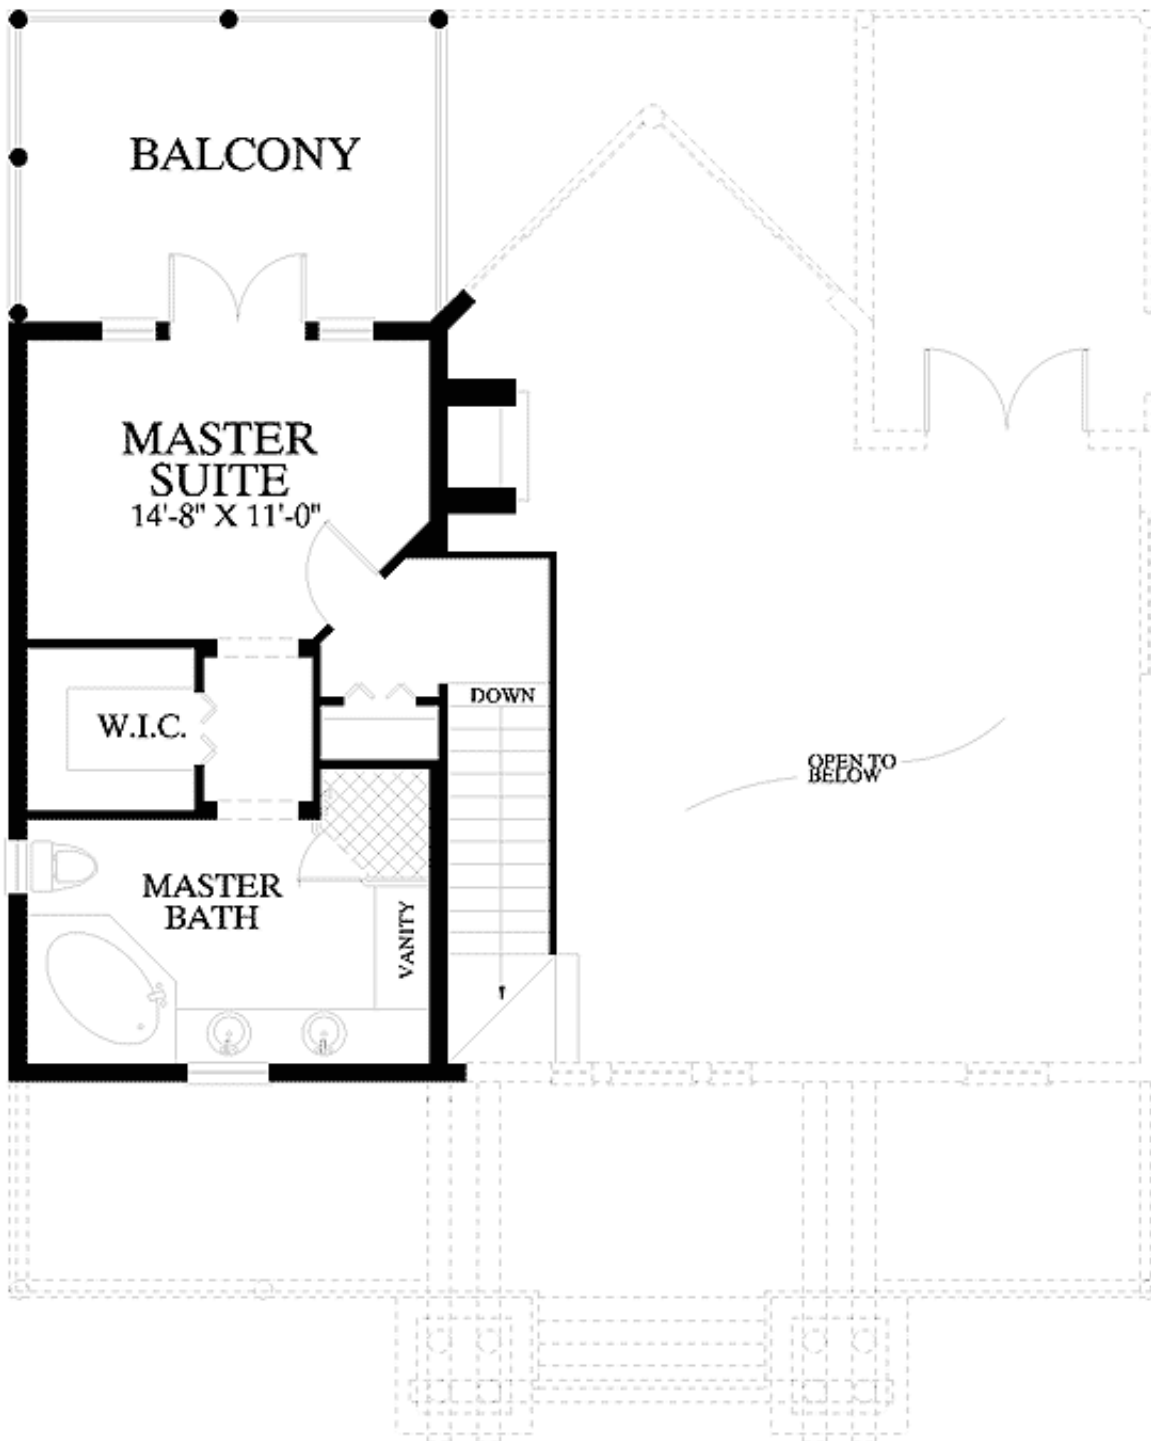 BALCONY
MASTER
SUITE
14'-8" X 11'-0"
DOWN
W.I.C.
OPEN TO
BELOW
MASTER
BATH
VANITY